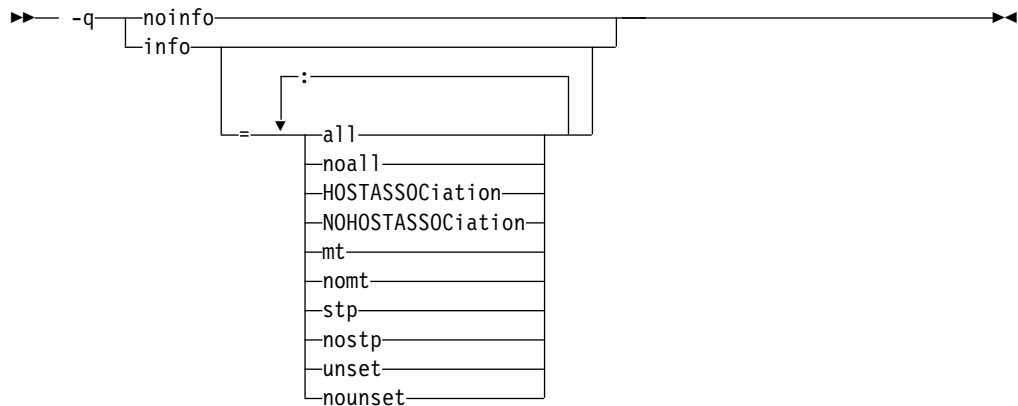 -q noinfo
info
:
= all
noall
HOSTASSOCiation
NOHOSTASSOCiation
mt
nomt
stp
nostp
unset
nounset